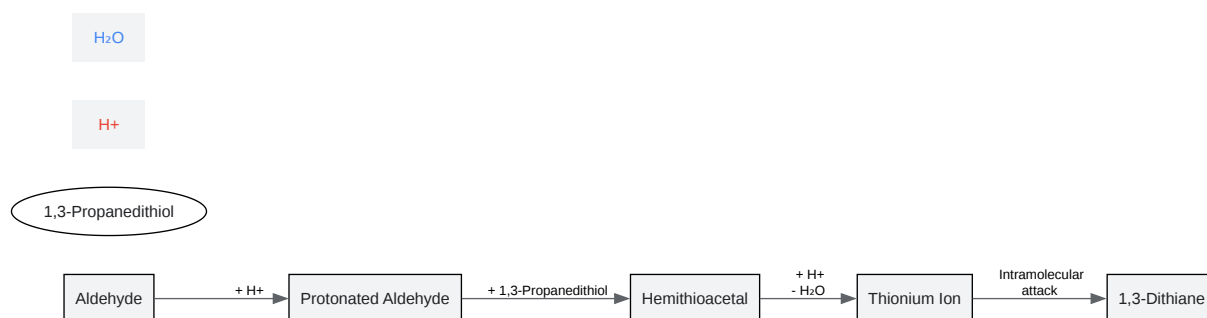 H₂O
H+
1,3-Propanedithiol
Aldehyde
+ H+
Protonated Aldehyde
+ 1,3-Propanedithiol
Hemithioacetal
+ H+
- H₂O
Thionium Ion
Intramolecular
attack
1,3-Dithiane